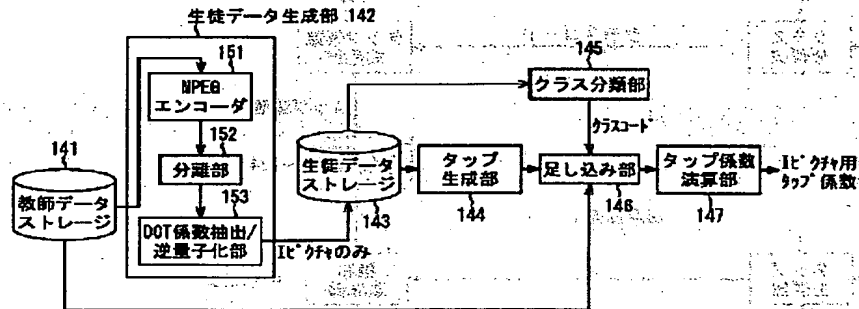 生徒データ生成部 142
151
MPEG
エンコーダ
152
分離部
153
DCT係数抽出/
逆量子化部
Iピクチャのみ
141
教師データ
ストレージ
生徒データ
ストレージ
143
タップ
生成部
144
145
クラス分類部
クラスコード
足し込み部
146
タップ係数
演算部
147
Iピクチャ用
タップ係数